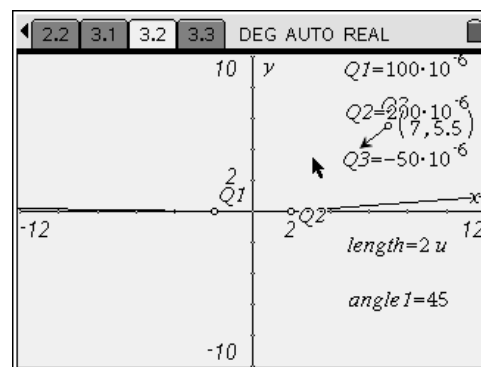 2.2 3.1 3.2 3.3 DEG AUTO REAL
10 y Q1=100·10⁻⁶
Q2=200·10⁻⁶
(7,5.5)
Q3=-50·10⁻⁶
2
Q1
x
-12 2 Q2 12
length=2 u
angle1=45
-10